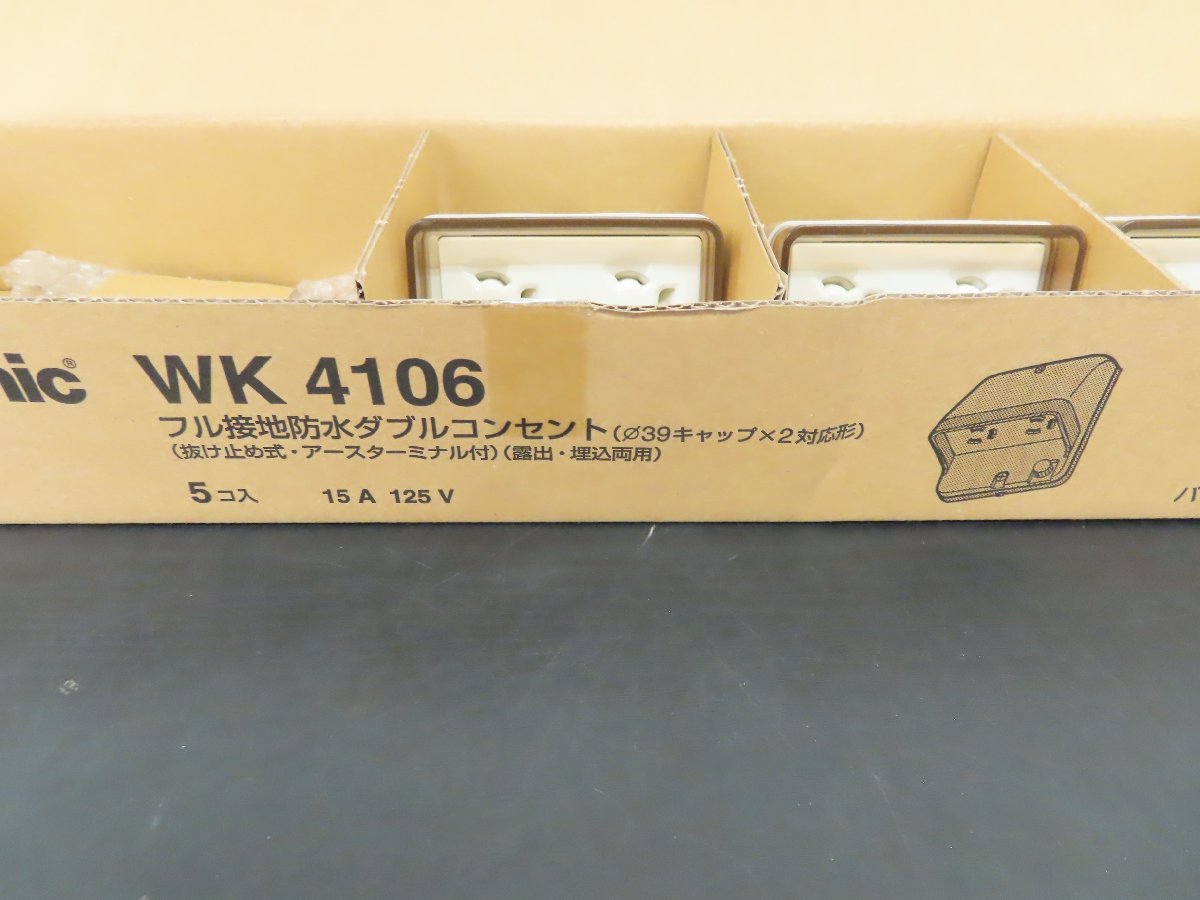 nic® WK 4106
フル接地防水ダブルコンセント(∅39キャップ×2対応形)
(抜け止め式・アースターミナル付)(露出・埋込両用)
5コ入 15 A 125 V
パ